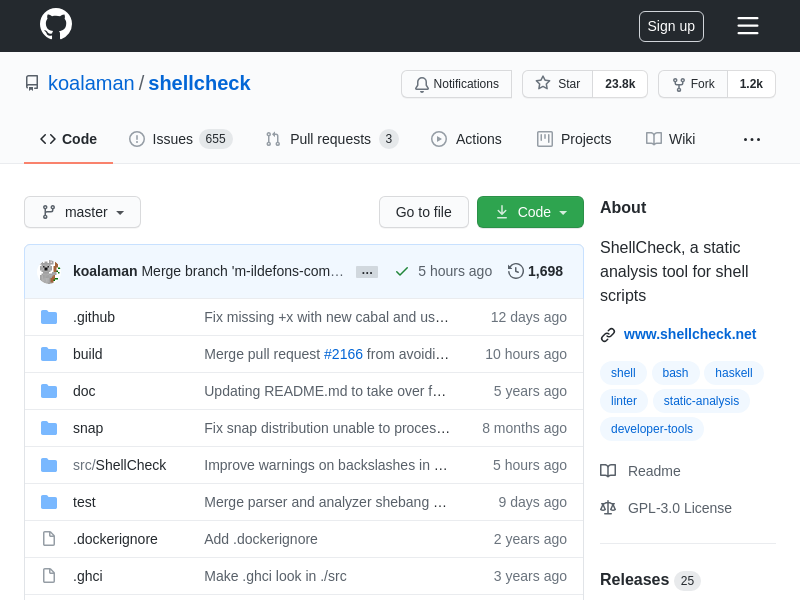 Sign up
koalaman / shellcheck
Notifications
Star 23.8k
Fork 1.2k
Code
Issues 655
Pull requests 3
Actions
Projects
Wiki
master
Go to file
Code
koalaman Merge branch 'm-ildefons-com… … 5 hours ago 1,698
.github Fix missing +x with new cabal and us… 12 days ago
build Merge pull request #2166 from avoidi… 10 hours ago
doc Updating README.md to take over f… 5 years ago
snap Fix snap distribution unable to proces… 8 months ago
src/ShellCheck Improve warnings on backslashes in … 5 hours ago
test Merge parser and analyzer shebang … 9 days ago
.dockerignore Add .dockerignore 2 years ago
.ghci Make .ghci look in ./src 3 years ago
About
ShellCheck, a static
analysis tool for shell
scripts
www.shellcheck.net
shell bash haskell
linter static-analysis
developer-tools
Readme
GPL-3.0 License
Releases 25